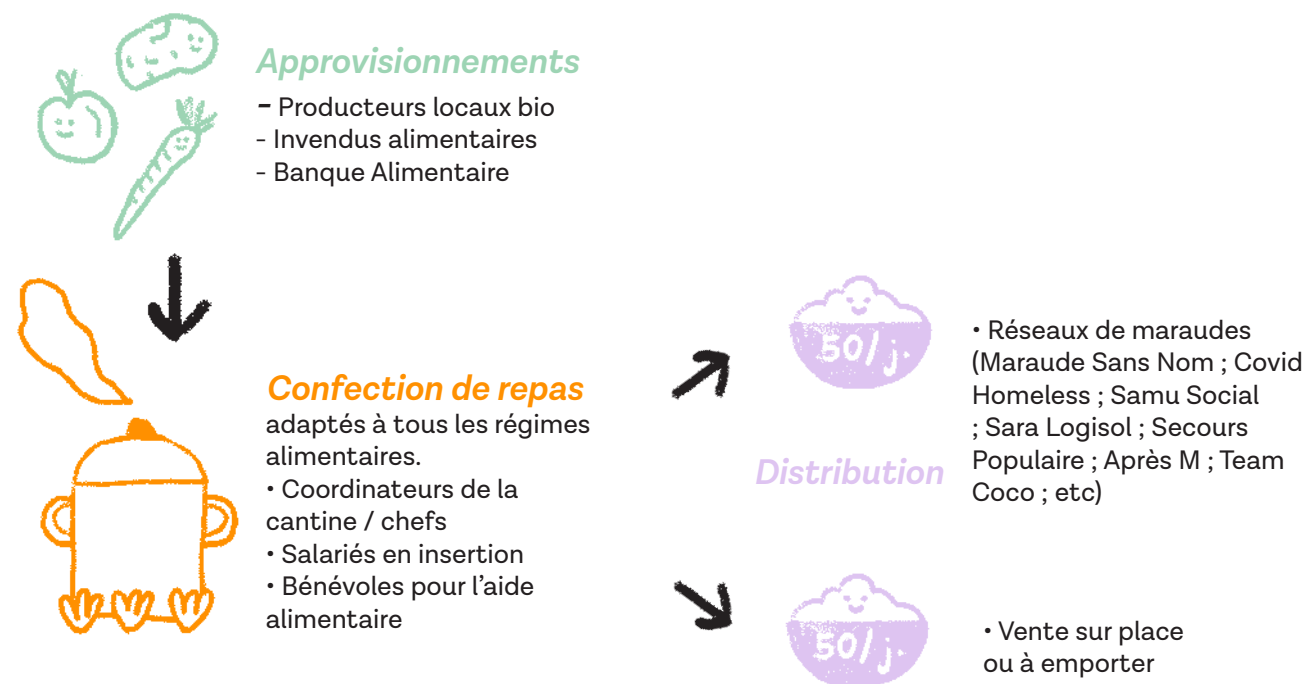 Approvisionnements
- Producteurs locaux bio
- Invendus alimentaires
- Banque Alimentaire
Confection de repas
adaptés à tous les régimes
alimentaires.
• Coordinateurs de la
cantine / chefs
• Salariés en insertion
• Bénévoles pour l'aide
alimentaire
Distribution
50/j.
• Réseaux de maraudes
(Maraude Sans Nom ; Covid
Homeless ; Samu Social
; Sara Logisol ; Secours
Populaire ; Après M ; Team
Coco ; etc)
50/j.
• Vente sur place
ou à emporter